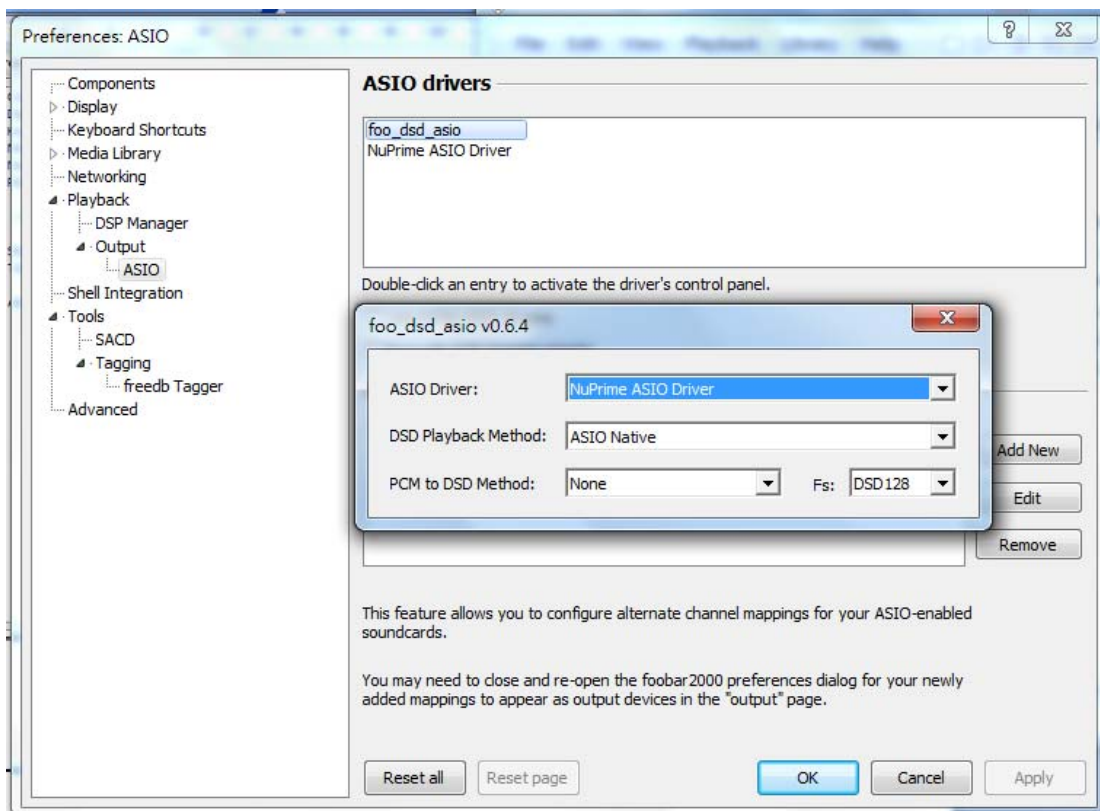 Preferences: ASIO
Components
Display
Keyboard Shortcuts
Media Library
Networking
Playback
DSP Manager
Output
ASIO
Shell Integration
Tools
SACD
Tagging
freedb Tagger
Advanced
ASIO drivers
foo_dsd_asio
NuPrime ASIO Driver
Double-click an entry to activate the driver's control panel.
foo_dsd_asio v0.6.4
ASIO Driver: NuPrime ASIO Driver
DSD Playback Method: ASIO Native
PCM to DSD Method: None Fs: DSD128
Add New
Edit
Remove
This feature allows you to configure alternate channel mappings for your ASIO-enabled
soundcards.
You may need to close and re-open the foobar2000 preferences dialog for your newly
added mappings to appear as output devices in the "output" page.
Reset all Reset page OK Cancel Apply